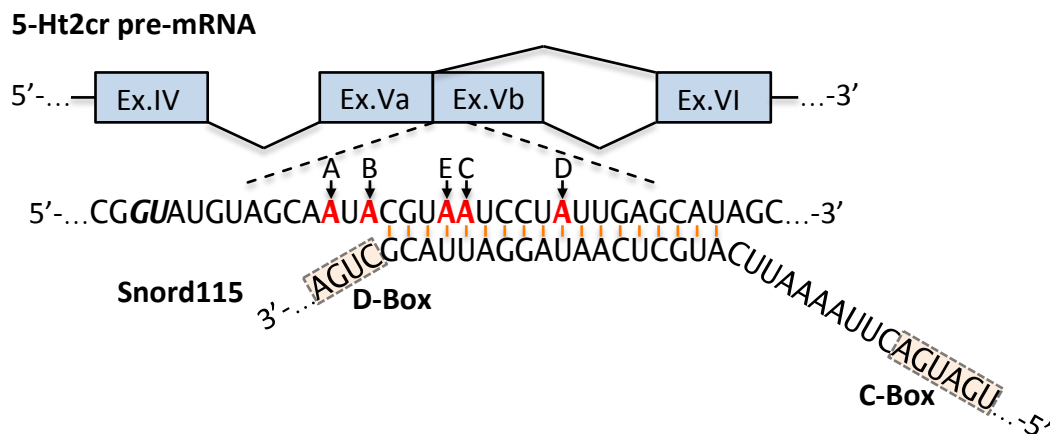 5-Ht2cr pre-mRNA
5’-… Ex.IV Ex.Va Ex.Vb Ex.VI …-3’
A B E C D
5’-…CGGUAUGUAGCAAUACGUAAUCCUAUUGAGCAUAGC…-3’
3’-…AGUCGCAUUAGGAUAACUCGUACUUAAAAUUCAGUAGU…-5’
Snord115 D-Box
C-Box